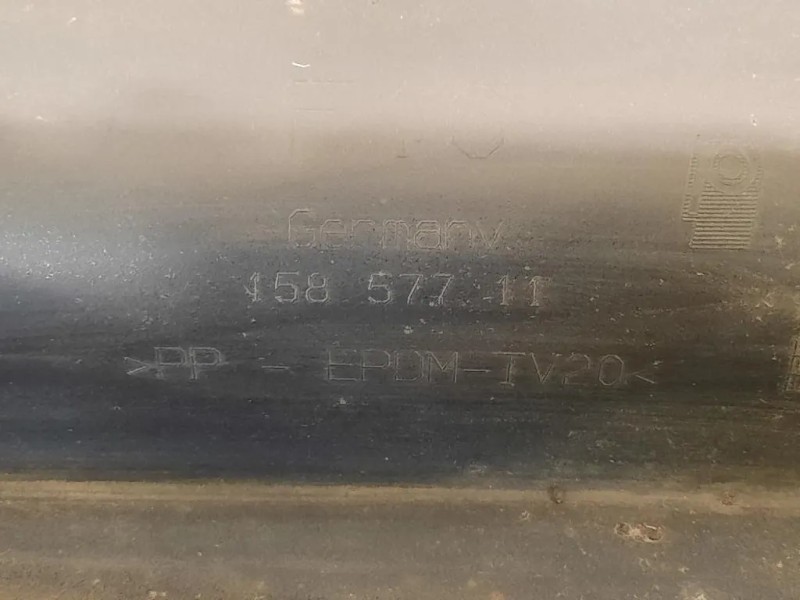 Germany
158 577 11
>PP - EPDM-TV20<